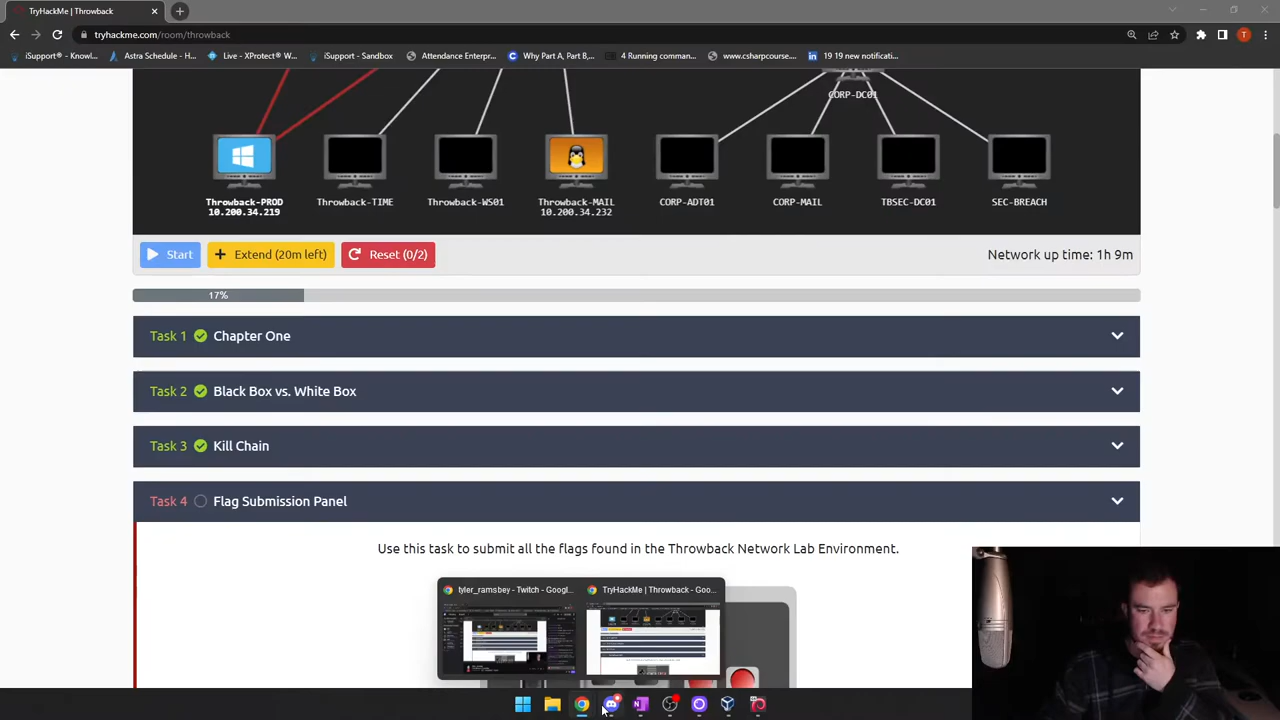 TryHackMe | Throwback
tryhackme.com/room/throwback
iSupport® - Knowl...
Astra Schedule - H...
Live - XProtect® W...
iSupport - Sandbox
Attendance Enterpr...
Why Part A, Part B,...
4 Running comman...
www.csharpcourse....
19 19 new notificati...
CORP-DC01
Throwback-PROD
10.200.34.219
Throwback-TIME
Throwback-WS01
Throwback-MAIL
10.200.34.232
CORP-ADT01
CORP-MAIL
TBSEC-DC01
SEC-BREACH
Start
Extend (20m left)
Reset (0/2)
Network up time: 1h 9m
17%
Task 1 Chapter One
Task 2 Black Box vs. White Box
Task 3 Kill Chain
Task 4 Flag Submission Panel
Use this task to submit all the flags found in the Throwback Network Lab Environment.
tyler_ramsbey - Twitch - Googl...
TryHackMe | Throwback - Goo...